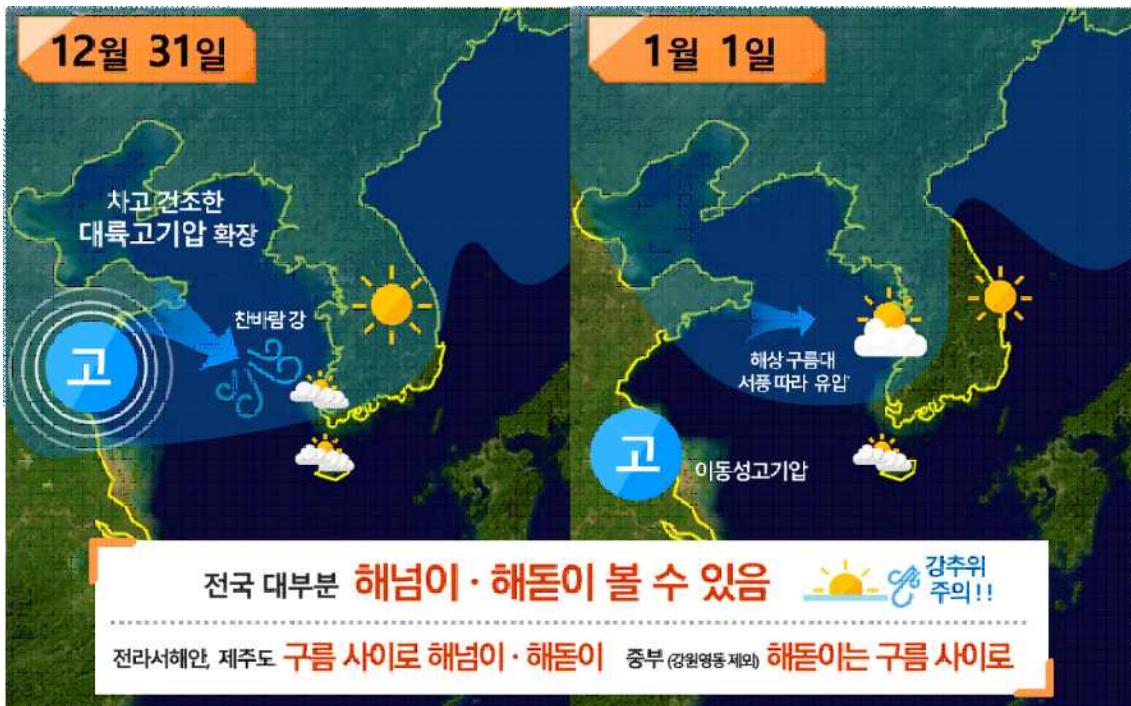 12월 31일
차고 건조한
대륙고기압 확장
찬바람 강
고
1월 1일
해상 구름대
서풍 따라 유입
고
이동성고기압
전국 대부분 해넘이 · 해돋이 볼 수 있음
강추위
주의!!
전라서해안, 제주도 구름 사이로 해넘이 · 해돋이 중부 (강원영동 제외) 해돋이는 구름 사이로